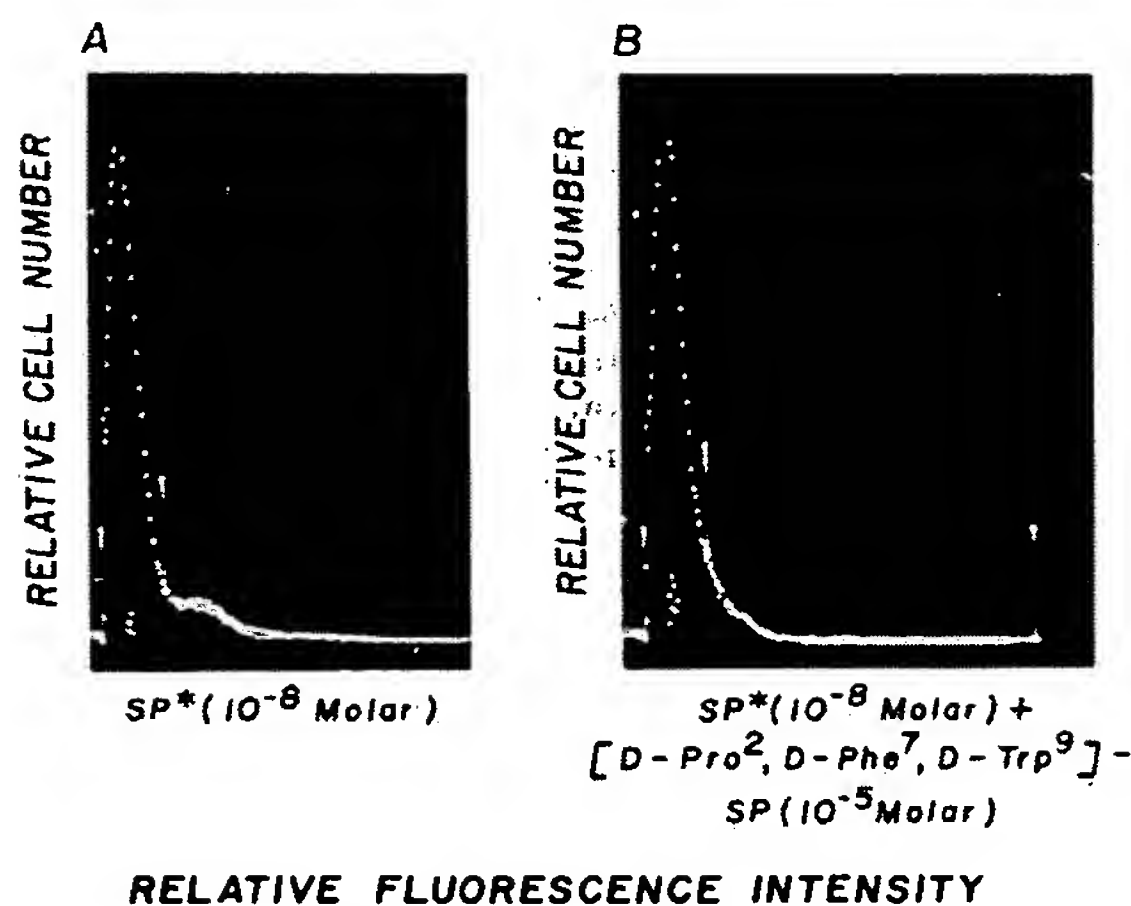 A
RELATIVE CELL NUMBER
SP*(10⁻⁸ Molar)
B
RELATIVE CELL NUMBER
SP*(10⁻⁸ Molar) +
[D-Pro², D-Phe⁷, D-Trp⁹]-
SP(10⁻⁵ Molar)
RELATIVE FLUORESCENCE INTENSITY